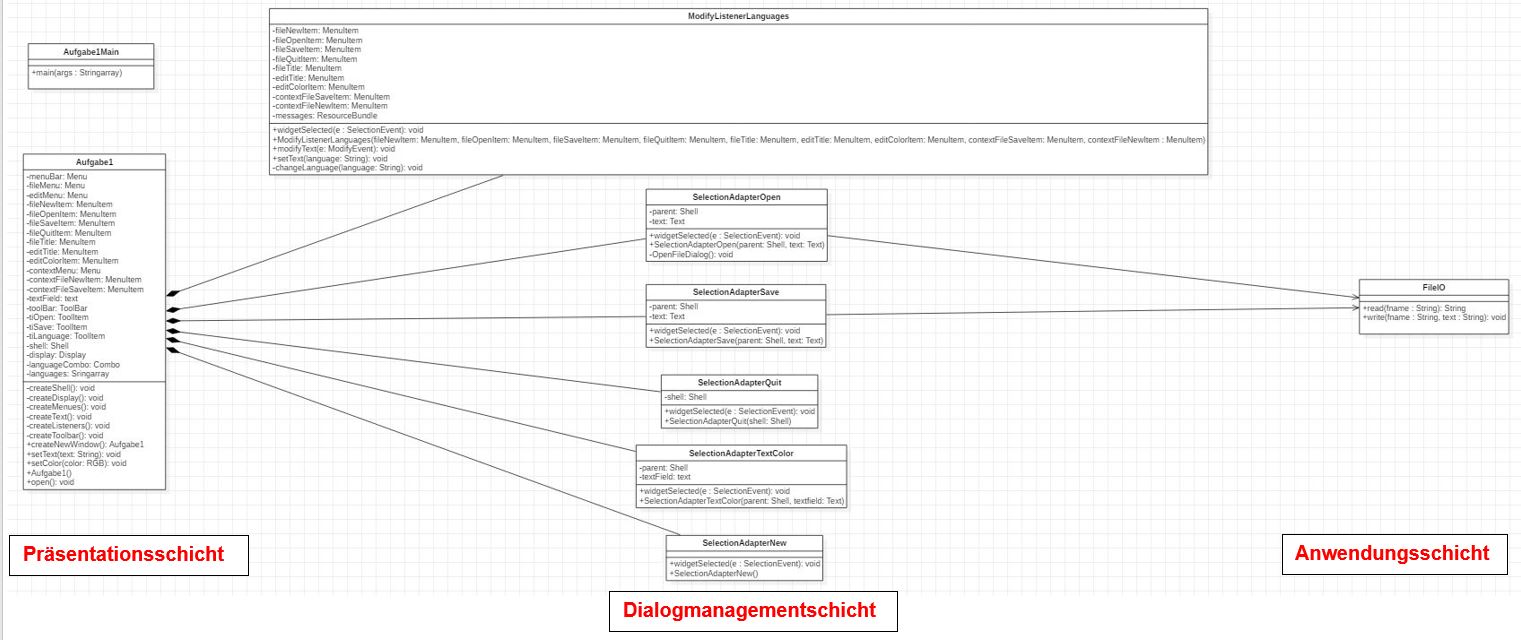 Aufgabe1Main
+main(args : Stringarray)
ModifyListenerLanguages
-fileNewItem: MenuItem
-fileOpenItem: MenuItem
-fileSaveItem: MenuItem
-fileQuitItem: MenuItem
-fileTitle: MenuItem
-editTitle: MenuItem
-editColorItem: MenuItem
-contextFileSaveItem: MenuItem
-contextFileNewItem: MenuItem
-messages: ResourceBundle
+widgetSelected(e : SelectionEvent): void
+ModifyListenerLanguages(fileNewItem: MenuItem, fileOpenItem: MenuItem, fileSaveItem: MenuItem, fileQuitItem: MenuItem, fileTitle: MenuItem, editTitle: MenuItem, editColorItem: MenuItem, contextFileSaveItem: MenuItem, contextFileNewItem : MenuItem)
+modifyText(e: ModifyEvent): void
+setText(language: String): void
-changeLanguage(language: String): void
Aufgabe1
-menuBar: Menu
-fileMenu: Menu
-editMenu: Menu
-fileNewItem: MenuItem
-fileOpenItem: MenuItem
-fileSaveItem: MenuItem
-fileQuitItem: MenuItem
-fileTitle: MenuItem
-editTitle: MenuItem
-editColorItem: MenuItem
-contextMenu: Menu
-contextFileNewItem: MenuItem
-contextFileSaveItem: MenuItem
-textField: text
-toolBar: ToolBar
-tiOpen: ToolItem
-tiSave: ToolItem
-tiLanguage: ToolItem
-shell: Shell
-display: Display
-languageCombo: Combo
-languages: Sringarray
-createShell(): void
-createDisplay(): void
-createMenues(): void
-createText(): void
-createListeners(): void
-createToolbar(): void
+createNewWindow(): Aufgabe1
+setText(text: String): void
+setColor(color: RGB): void
+Aufgabe1()
+open(): void
SelectionAdapterOpen
-parent: Shell
-text: Text
+widgetSelected(e : SelectionEvent): void
+SelectionAdapterOpen(parent: Shell, text: Text)
-OpenFileDialog(): void
SelectionAdapterSave
-parent: Shell
-text: Text
+widgetSelected(e : SelectionEvent): void
+SelectionAdapterSave(parent: Shell, text: Text)
SelectionAdapterQuit
-shell: Shell
+widgetSelected(e : SelectionEvent): void
+SelectionAdapterQuit(shell: Shell)
SelectionAdapterTextColor
-parent: Shell
-textField: text
+widgetSelected(e : SelectionEvent): void
+SelectionAdapterTextColor(parent: Shell, textfield: Text)
SelectionAdapterNew
+widgetSelected(e : SelectionEvent): void
+SelectionAdapterNew()
FileIO
+read(fname : String): String
+write(fname : String, text : String): void
Präsentationsschicht
Dialogmanagementschicht
Anwendungsschicht